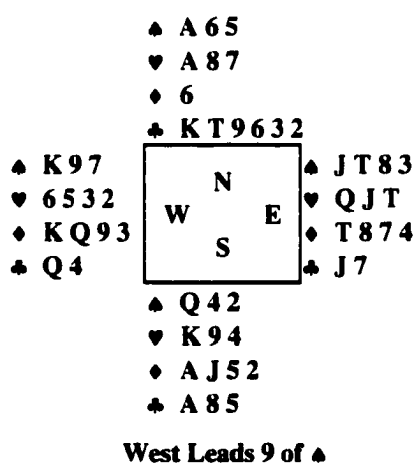 ♠ A 6 5
♥ A 8 7
♦ 6
♣ K T 9 6 3 2
♠ K 9 7
♥ 6 5 3 2
♦ K Q 9 3
♣ Q 4
N
W E
S
♠ J T 8 3
♥ Q J T
♦ T 8 7 4
♣ J 7
♠ Q 4 2
♥ K 9 4
♦ A J 5 2
♣ A 8 5
West Leads 9 of ♠